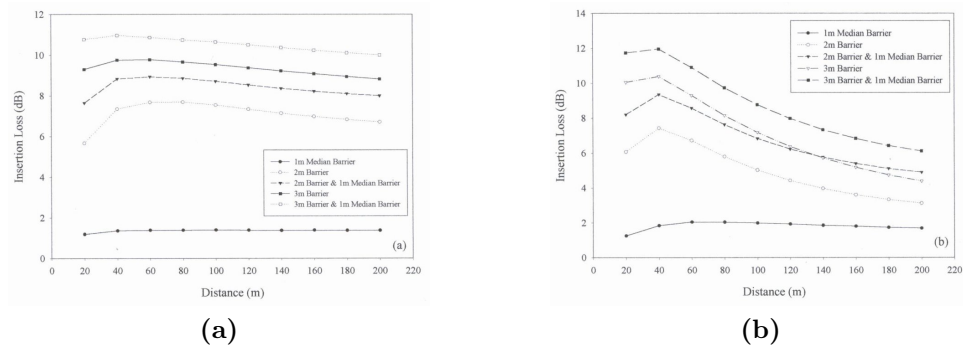 12
10
8
6
4
2
0
Insertion Loss (dB)
1m Median Barrier
2m Barrier
2m Barrier & 1m Median Barrier
3m Barrier
3m Barrier & 1m Median Barrier
(a)
0 20 40 60 80 100 120 140 160 180 200 220
Distance (m)
(a)
14
12
10
8
6
4
2
0
Insertion Loss (dB)
1m Median Barrier
2m Barrier
2m Barrier & 1m Median Barrier
3m Barrier
3m Barrier & 1m Median Barrier
(b)
0 20 40 60 80 100 120 140 160 180 200 220
Distance (m)
(b)